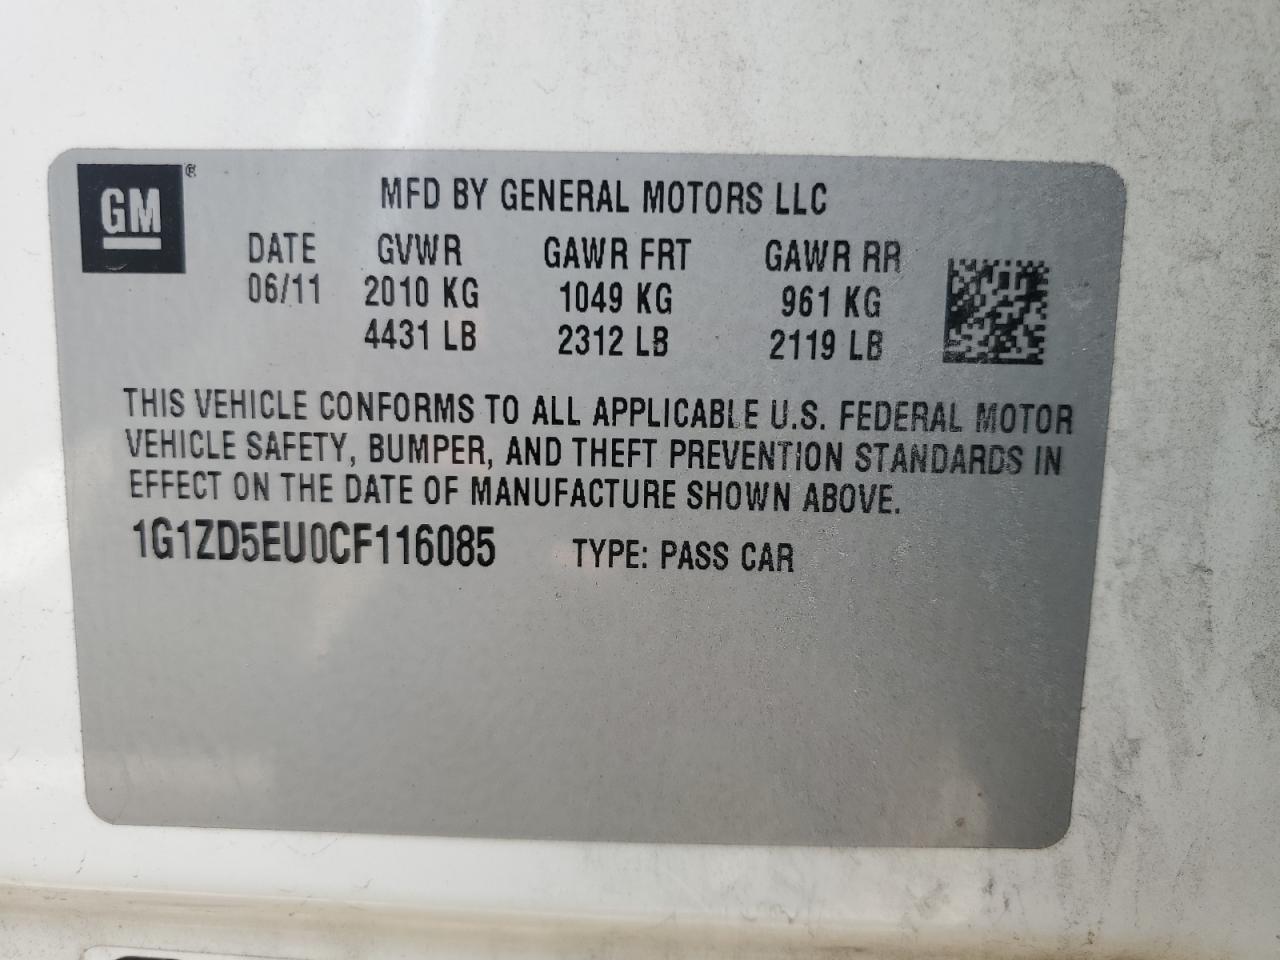 GM®
MFD BY GENERAL MOTORS LLC
DATE GVWR GAWR FRT GAWR RR
06/11 2010 KG 1049 KG 961 KG
4431 LB 2312 LB 2119 LB
THIS VEHICLE CONFORMS TO ALL APPLICABLE U.S. FEDERAL MOTOR
VEHICLE SAFETY, BUMPER, AND THEFT PREVENTION STANDARDS IN
EFFECT ON THE DATE OF MANUFACTURE SHOWN ABOVE.
1G1ZD5EU0CF116085 TYPE: PASS CAR